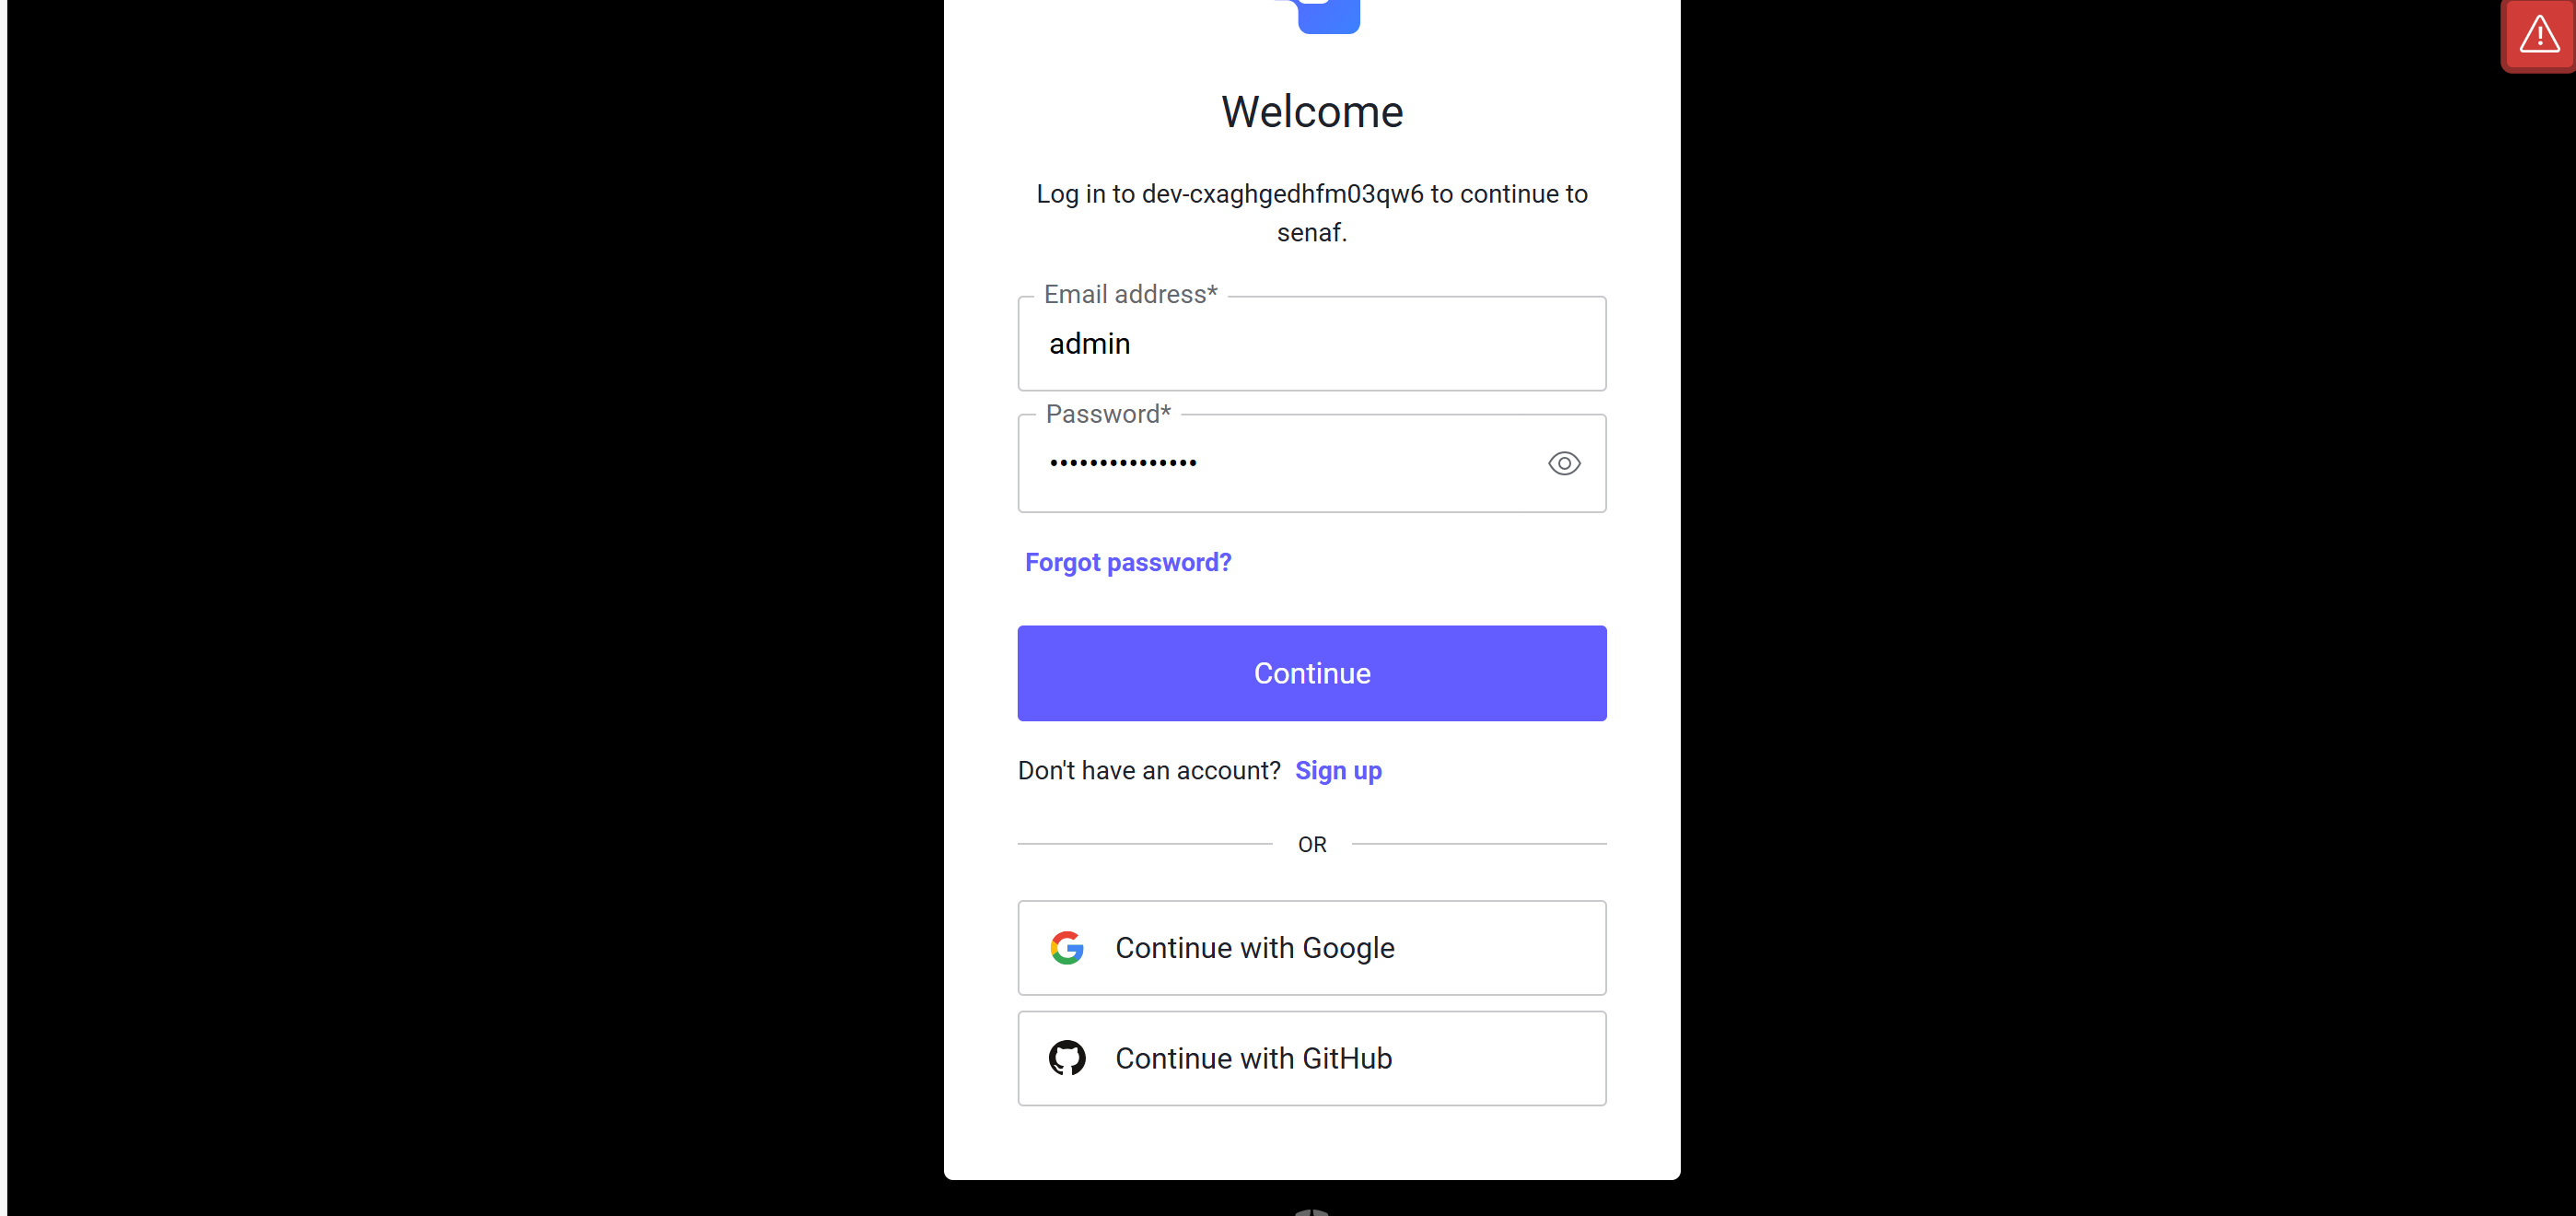 Welcome
Log in to dev-cxaghgedhfm03qw6 to continue to
senaf.
Email address*
admin
Password*
•••••••••••••••
Forgot password?
Continue
Don't have an account? Sign up
OR
Continue with Google
Continue with GitHub